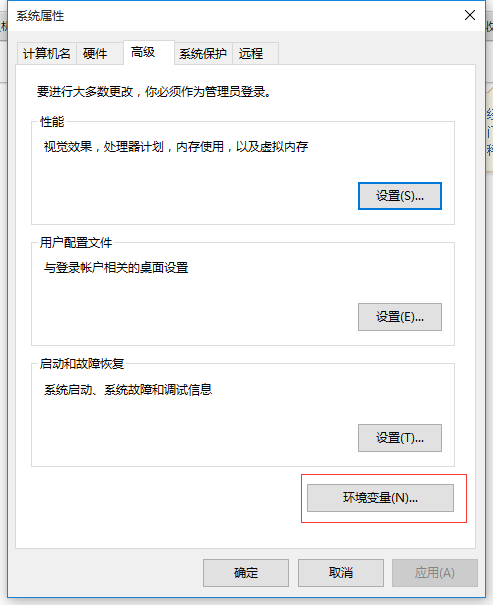 系统属性
计算机名
硬件
高级
系统保护
远程
要进行大多数更改，你必须作为管理员登录。
性能
视觉效果，处理器计划，内存使用，以及虚拟内存
设置(S)...
用户配置文件
与登录帐户相关的桌面设置
设置(E)...
启动和故障恢复
系统启动、系统故障和调试信息
设置(T)...
环境变量(N)...
确定
取消
应用(A)